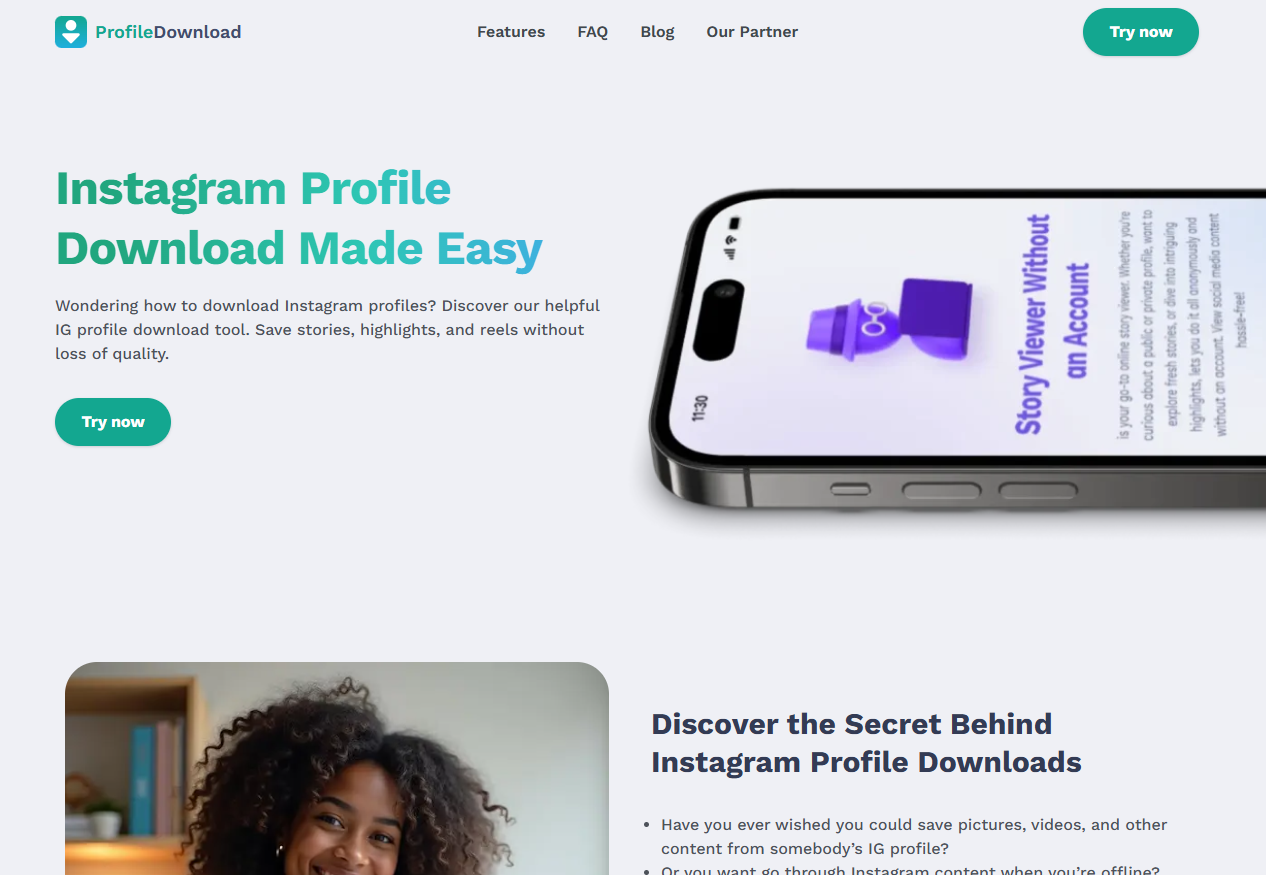 ProfileDownload
Features
FAQ
Blog
Our Partner
Try now
Instagram Profile
Download Made Easy
Wondering how to download Instagram profiles? Discover our helpful
IG profile download tool. Save stories, highlights, and reels without
loss of quality.
Try now
11:30
Story Viewer Without
an Account
is your go-to online story viewer. Whether you're
curious about a public or private profile, want to
explore fresh stories, or dive into intriguing
highlights, lets you do it all anonymously and
without an account. View social media content
hassle-free!
Discover the Secret Behind
Instagram Profile Downloads
• Have you ever wished you could save pictures, videos, and other
content from somebody’s IG profile?
• Or you want go through Instagram content when you’re offline?